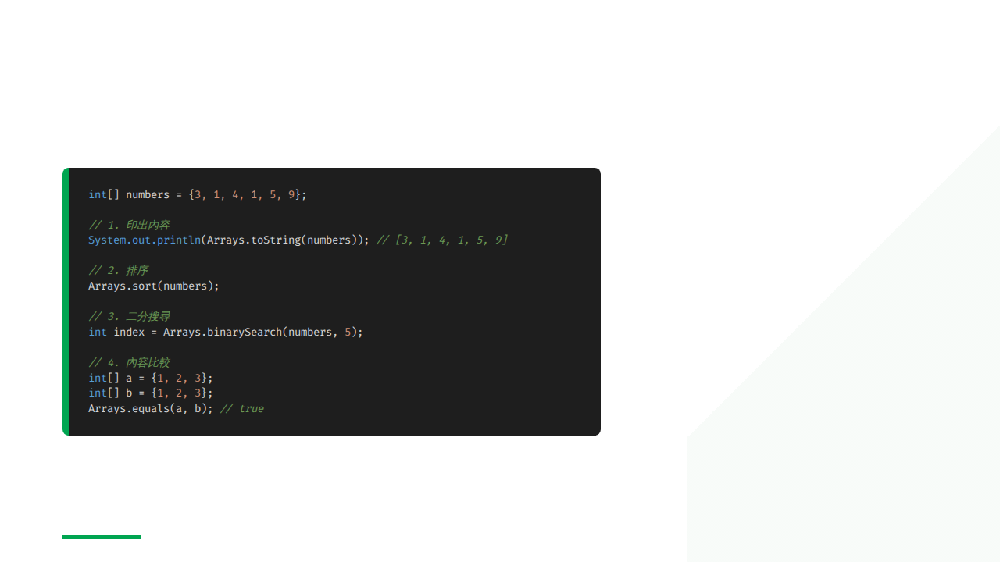 int[] numbers = {3, 1, 4, 1, 5, 9};
// 1. 印出內容
System.out.println(Arrays.toString(numbers)); // [3, 1, 4, 1, 5, 9]
// 2. 排序
Arrays.sort(numbers);
// 3. 二分搜尋
int index = Arrays.binarySearch(numbers, 5);
// 4. 內容比較
int[] a = {1, 2, 3};
int[] b = {1, 2, 3};
Arrays.equals(a, b); // true